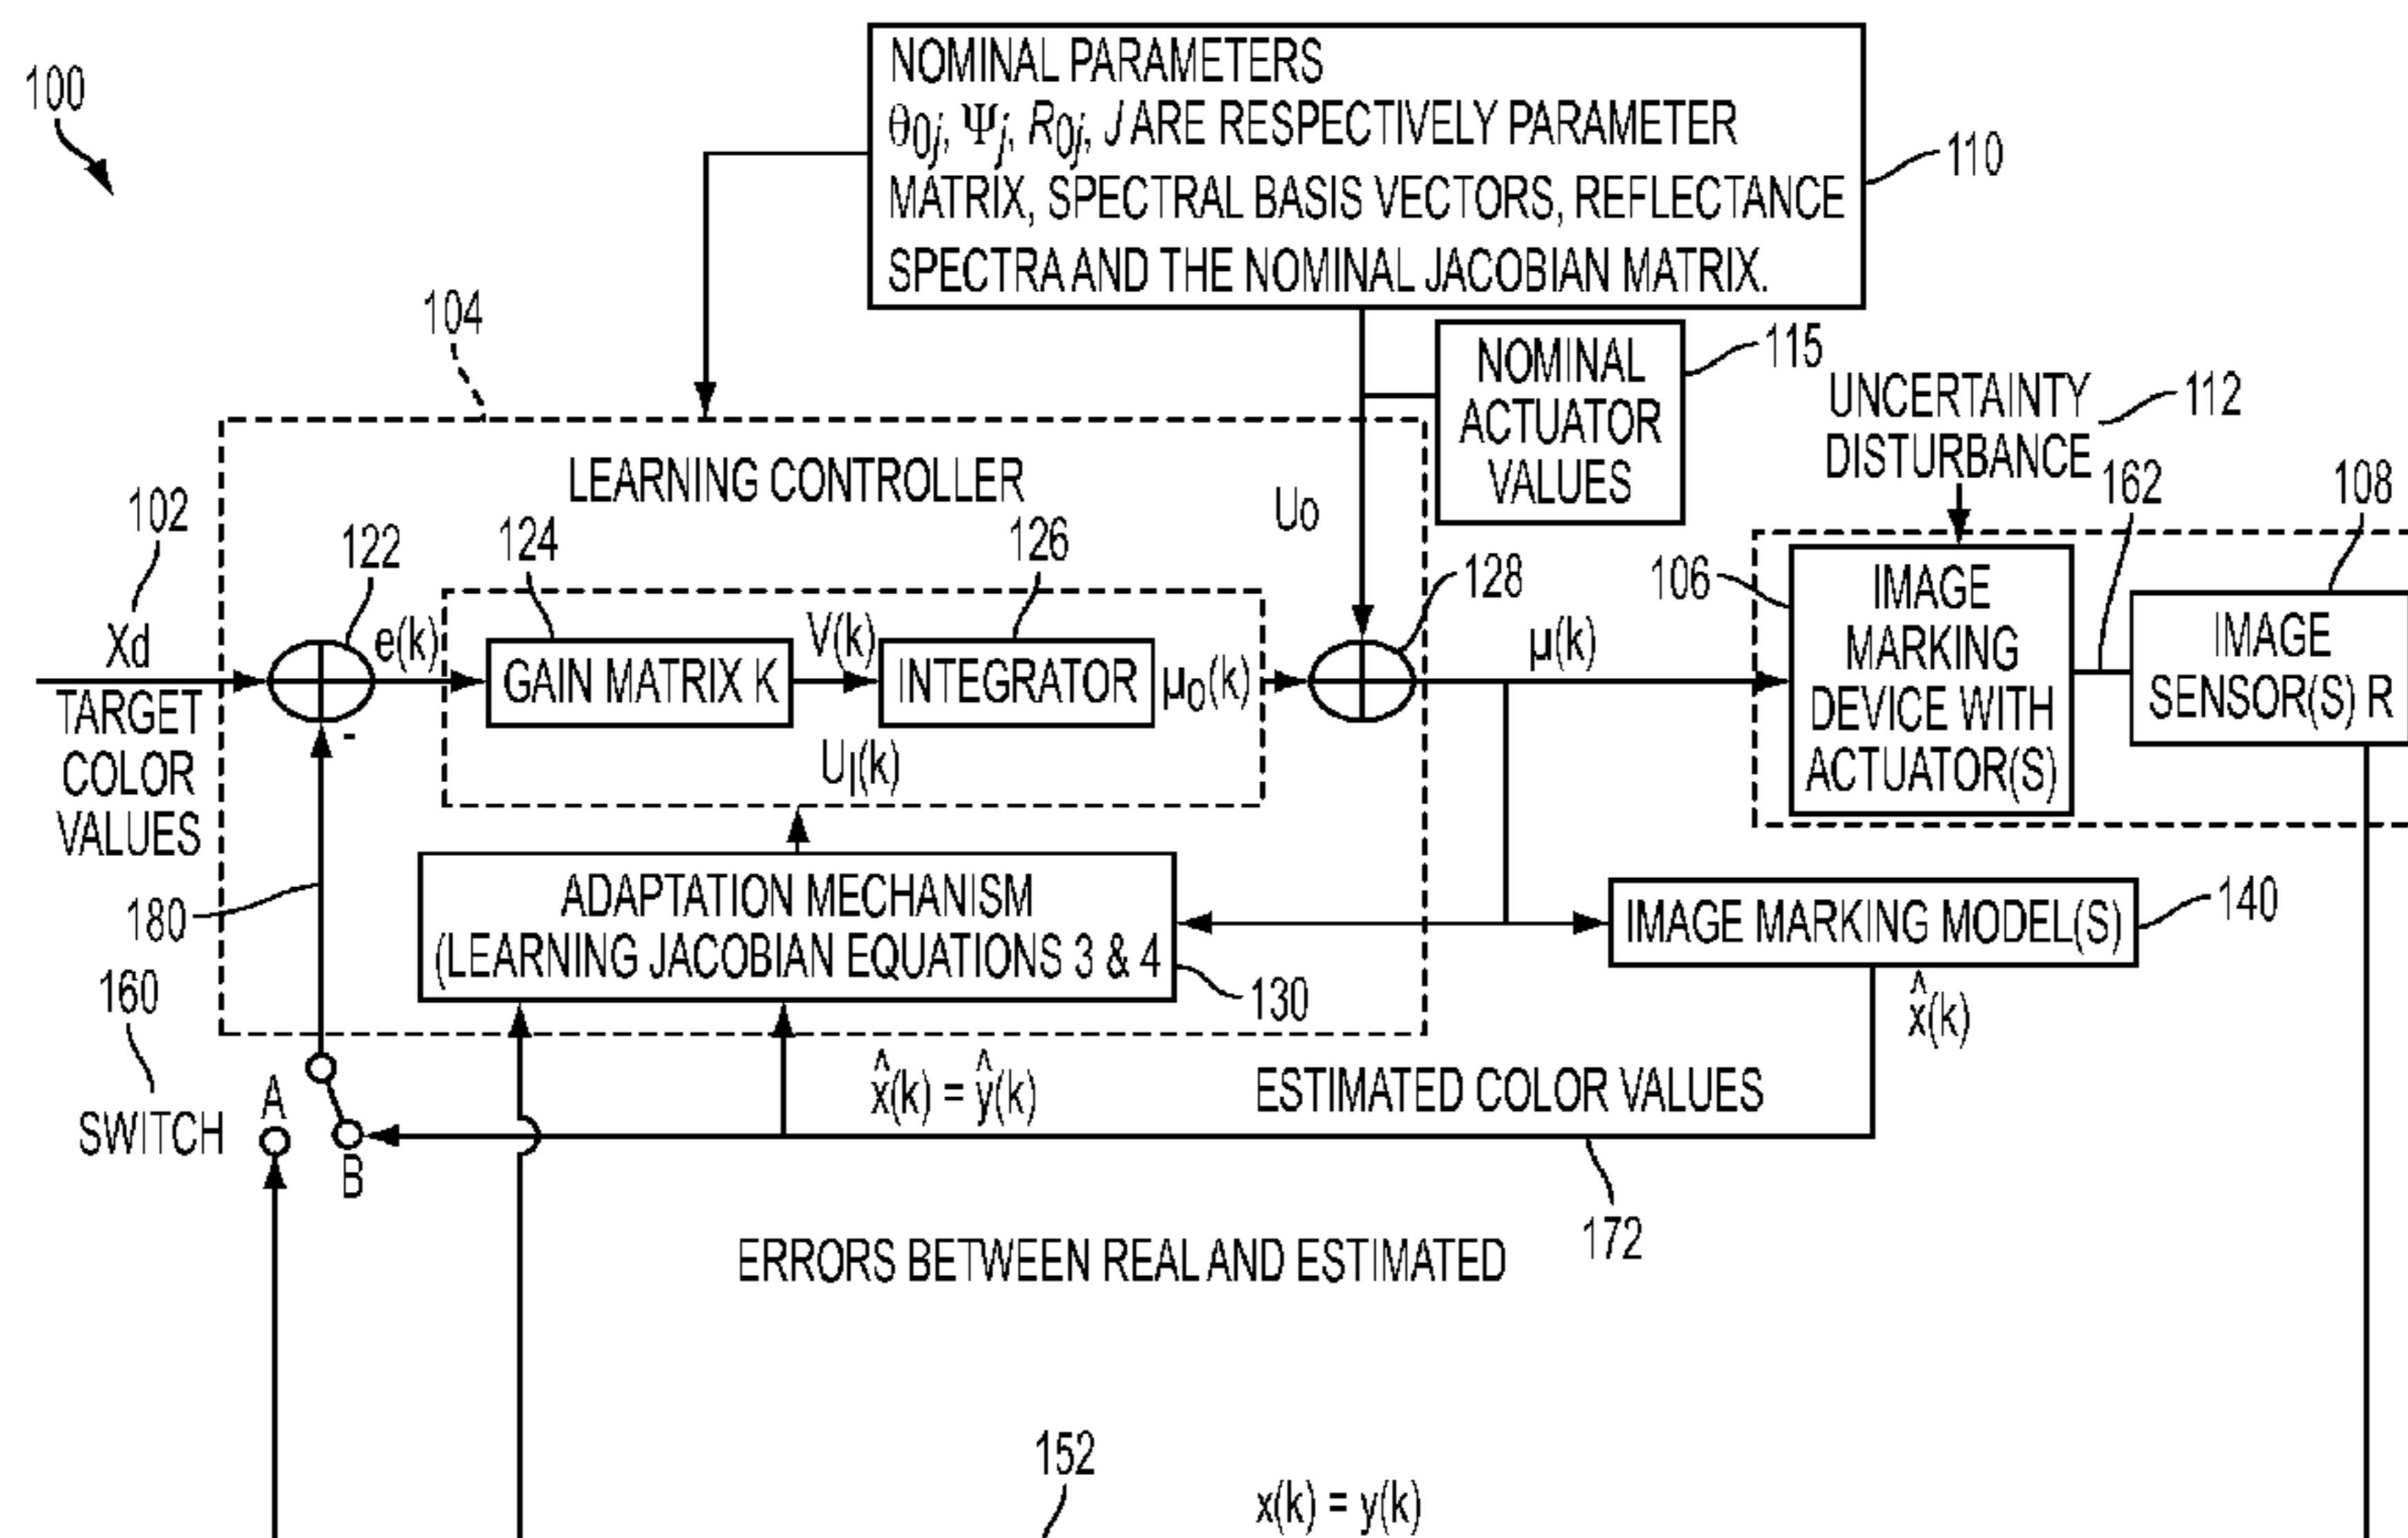 100
NOMINAL PARAMETERS
θ0j, Ψj, R0j, J ARE RESPECTIVELY PARAMETER
MATRIX, SPECTRAL BASIS VECTORS, REFLECTANCE
SPECTRA AND THE NOMINAL JACOBIAN MATRIX.
110
104
NOMINAL
ACTUATOR
VALUES
115
UNCERTAINTY
DISTURBANCE
112
LEARNING CONTROLLER
Uo
162
108
102
Xd
TARGET
COLOR
VALUES
122
e(k)
-
124
GAIN MATRIX K
V(k)
126
INTEGRATOR
μo(k)
UI(k)
128
μ(k)
106
IMAGE
MARKING
DEVICE WITH
ACTUATOR(S)
IMAGE
SENSOR(S) R
180
ADAPTATION MECHANISM
(LEARNING JACOBIAN EQUATIONS 3 & 4
130
IMAGE MARKING MODEL(S)
140
x̂(k)
160
SWITCH
A
B
x̂(k) = ŷ(k)
ESTIMATED COLOR VALUES
172
ERRORS BETWEEN REAL AND ESTIMATED
152
x(k) = y(k)